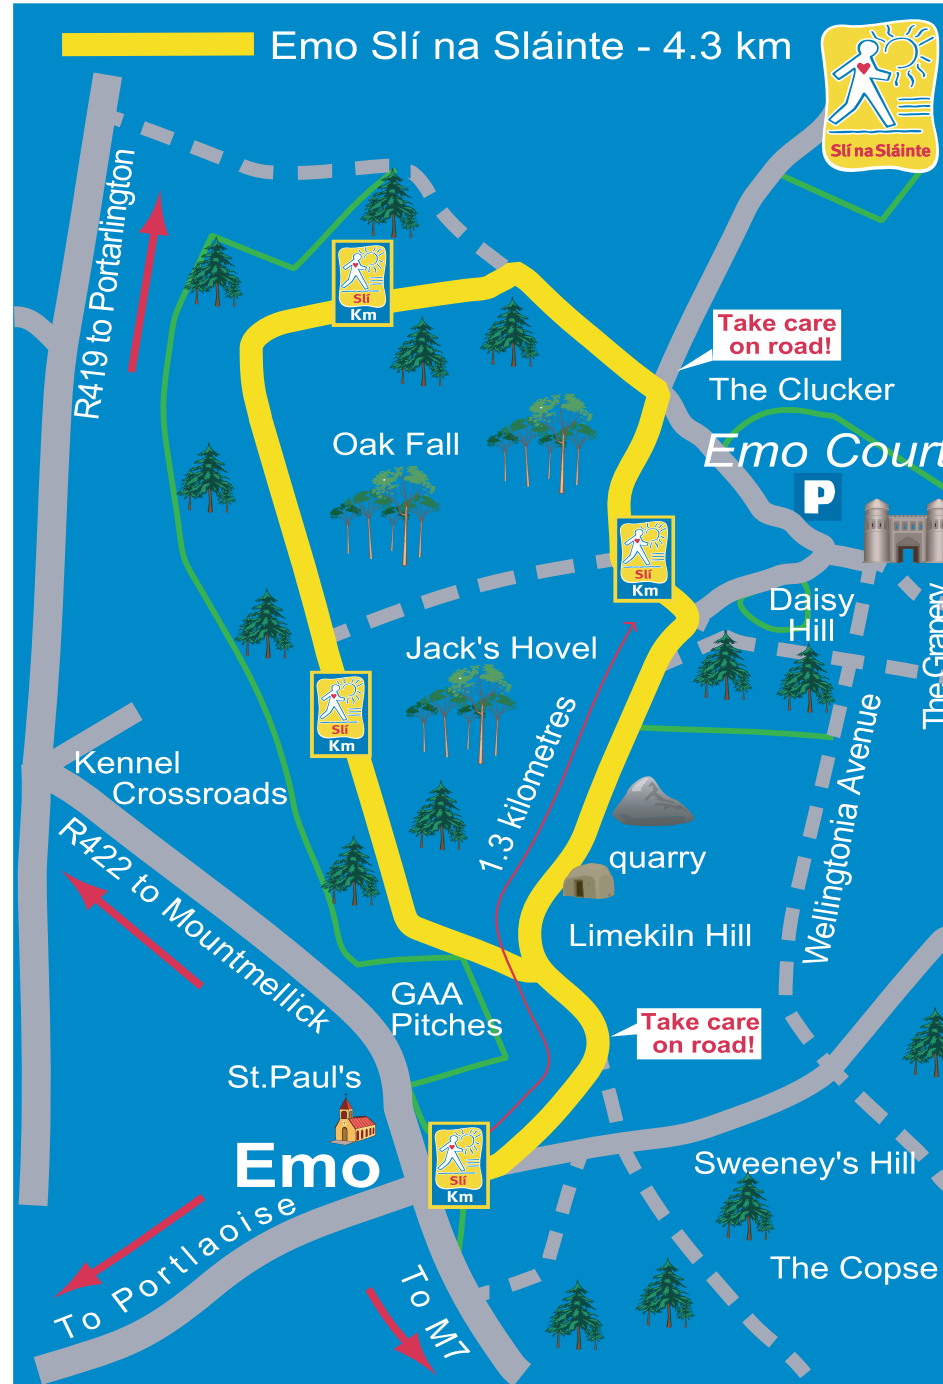 Emo Slí na Sláinte - 4.3 km
Slí na Sláinte
R419 to Portarlington
Slí
Km
Take care
on road!
The Clucker
Emo Court
P
Oak Fall
Slí
Km
Daisy
Hill
The Grapery
Jack's Hovel
Slí
Km
1.3 kilometres
Wellingtonia Avenue
Kennel
Crossroads
quarry
R422 to Mountmellick
Limekiln Hill
GAA
Pitches
Take care
on road!
St.Paul's
Emo
Slí
Km
Sweeney's Hill
To Portlaoise
To M7
The Copse